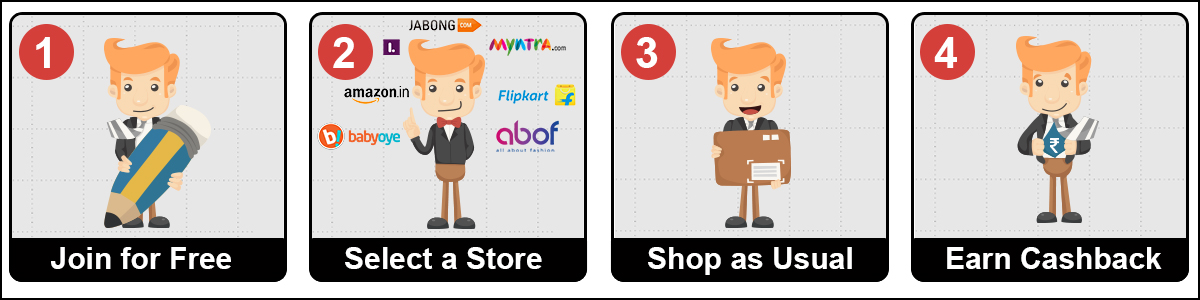 1
Join for Free
2
JABONG.COM
l.
Myntra.com
amazon.in
Flipkart
f
b!
babyoye
abof
all about fashion
Select a Store
3
Shop as Usual
4
₹
Earn Cashback